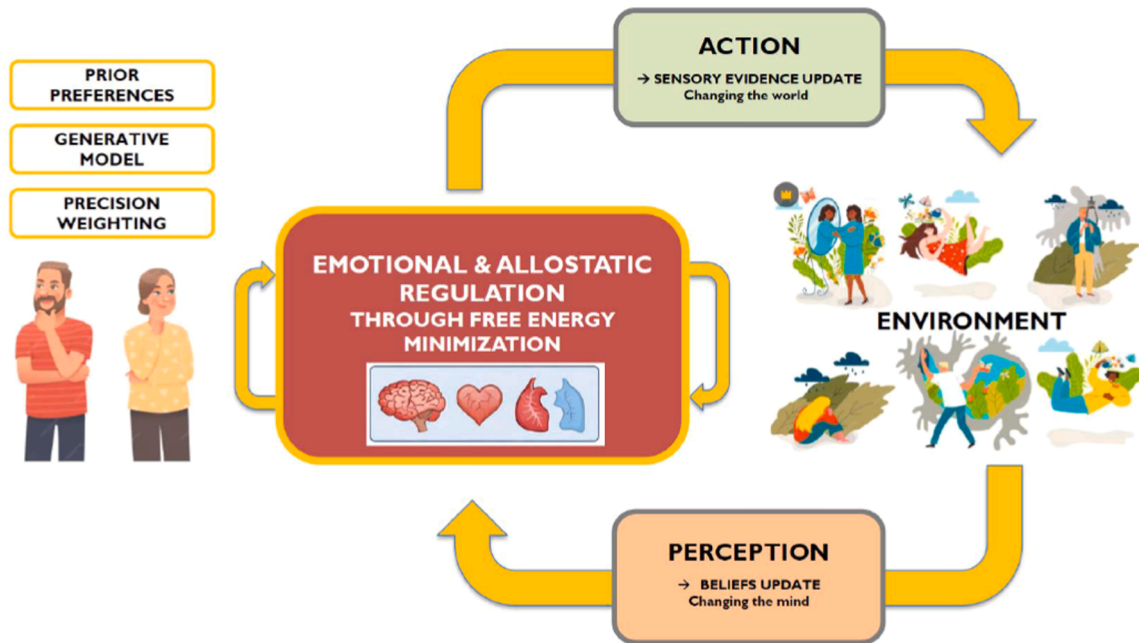 PRIOR
PREFERENCES
GENERATIVE
MODEL
PRECISION
WEIGHTING
ACTION
→ SENSORY EVIDENCE UPDATE
Changing the world
EMOTIONAL & ALLOSTATIC
REGULATION
THROUGH FREE ENERGY
MINIMIZATION
ENVIRONMENT
PERCEPTION
→ BELIEFS UPDATE
Changing the mind